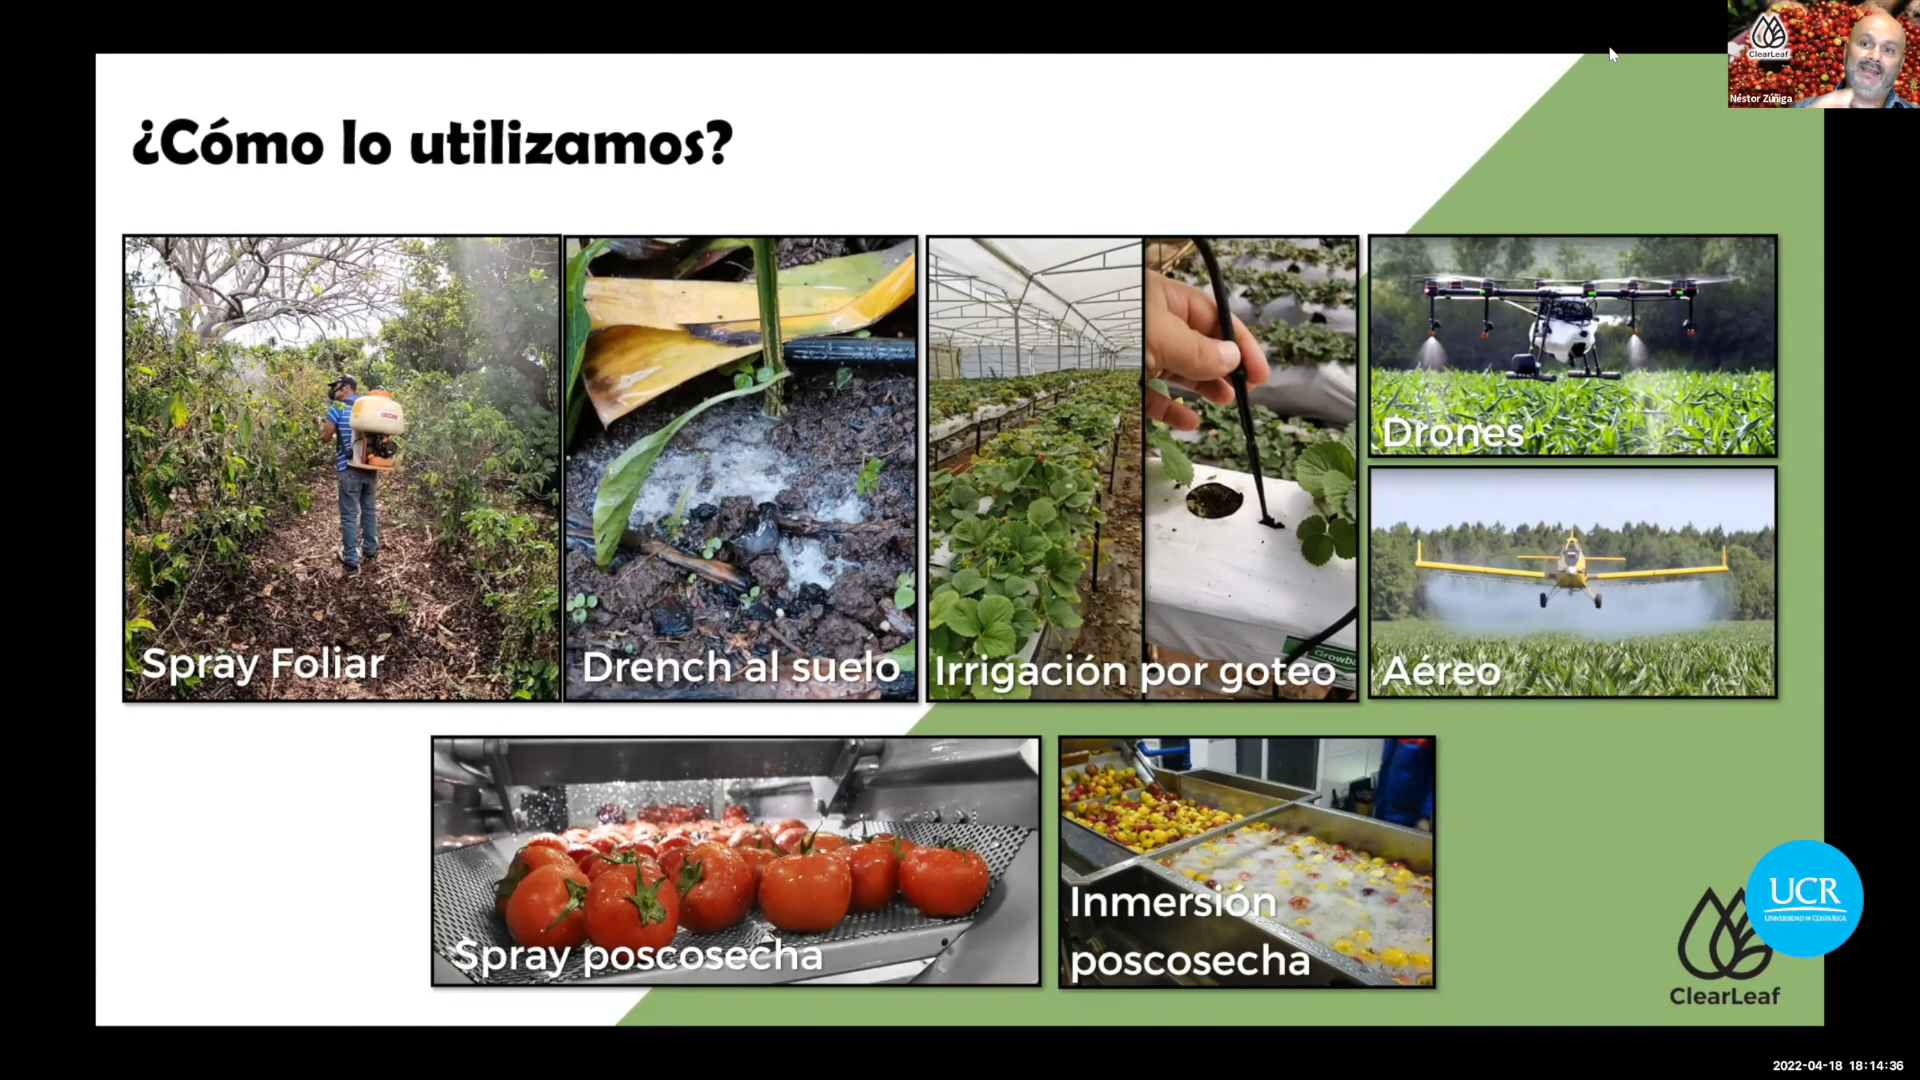 ClearLeaf
Néstor Zúñiga
¿Cómo lo utilizamos?
Spray Foliar
Drench al suelo
Irrigación por goteo
Drones
Aéreo
Spray poscosecha
Inmersión
poscosecha
UCR
UNIVERSIDAD DE COSTA RICA
ClearLeaf
2022-04-18 18:14:36